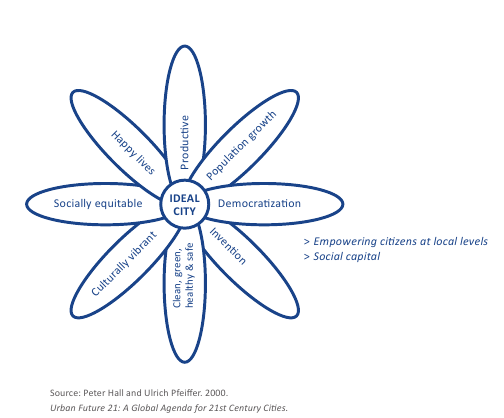 Productive
Population growth
Happy lives
IDEAL
CITY
Socially equitable
Democratization
Culturally vibrant
Clean, green,
healthy & safe
Invention
> Empowering citizens at local levels
> Social capital
Source: Peter Hall and Ulrich Pfeiffer. 2000.
Urban Future 21: A Global Agenda for 21st Century Cities.